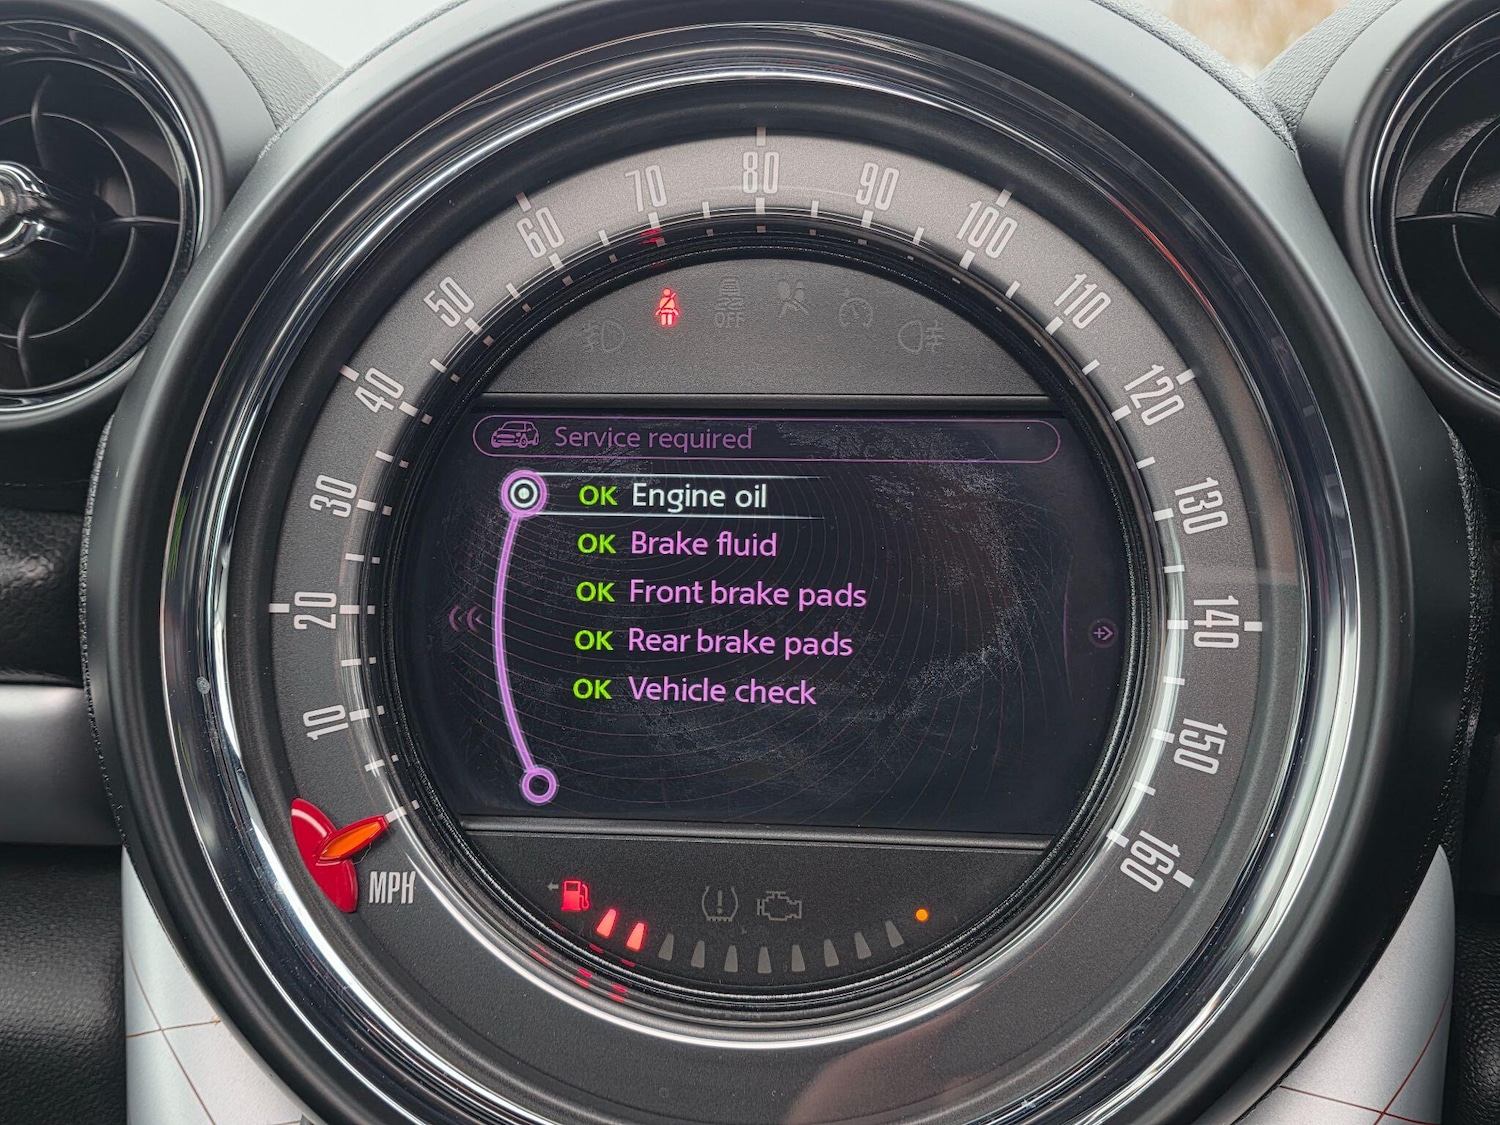 80
70
90
60
100
50
110
40
120
30
130
20
140
10
150
160
MPH
OFF
Service required
OK Engine oil
OK Brake fluid
OK Front brake pads
OK Rear brake pads
OK Vehicle check